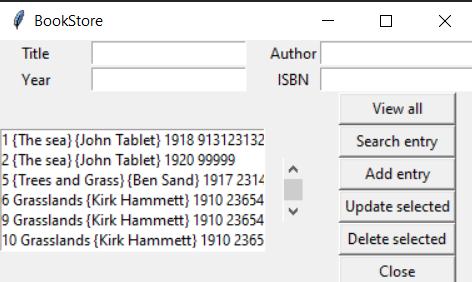 BookStore
Title Author
Year ISBN
View all
Search entry
Add entry
Update selected
Delete selected
Close
1 {The sea} {John Tablet} 1918 913123132
2 {The sea} {John Tablet} 1920 99999
5 {Trees and Grass} {Ben Sand} 1917 2314
6 Grasslands {Kirk Hammett} 1910 23654
9 Grasslands {Kirk Hammett} 1910 23654
10 Grasslands {Kirk Hammett} 1910 2365